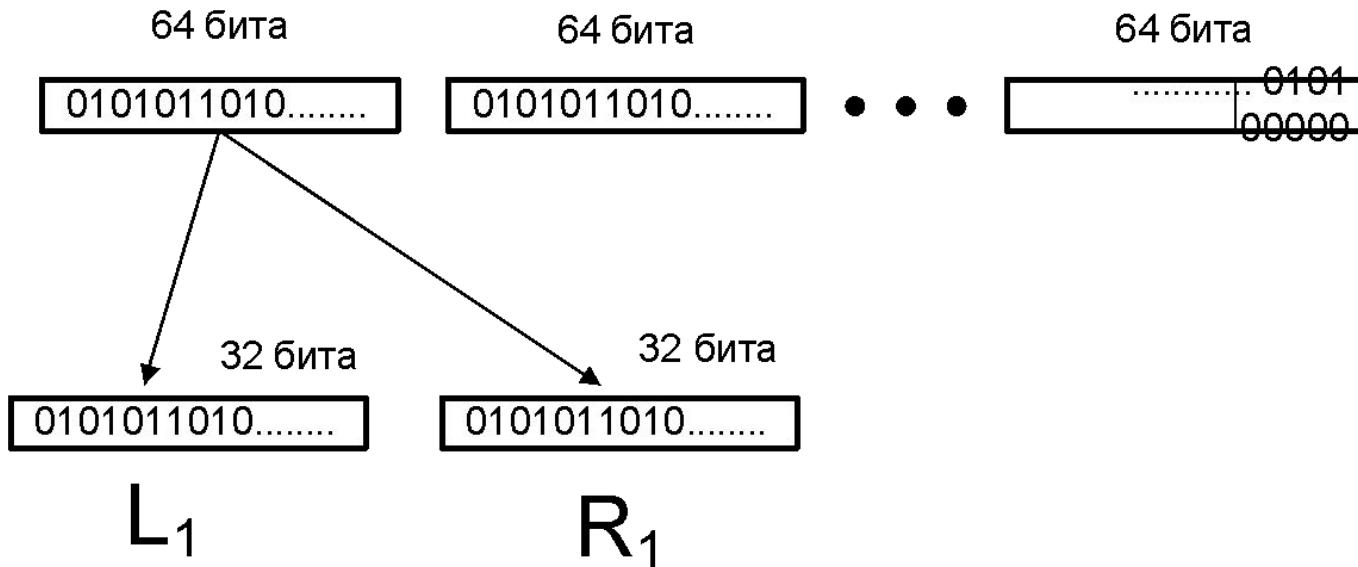 64 бита 64 бита 64 бита
0101011010........ 0101011010........ ............ 0101
00000
32 бита 32 бита
0101011010........ 0101011010........
L₁ R₁